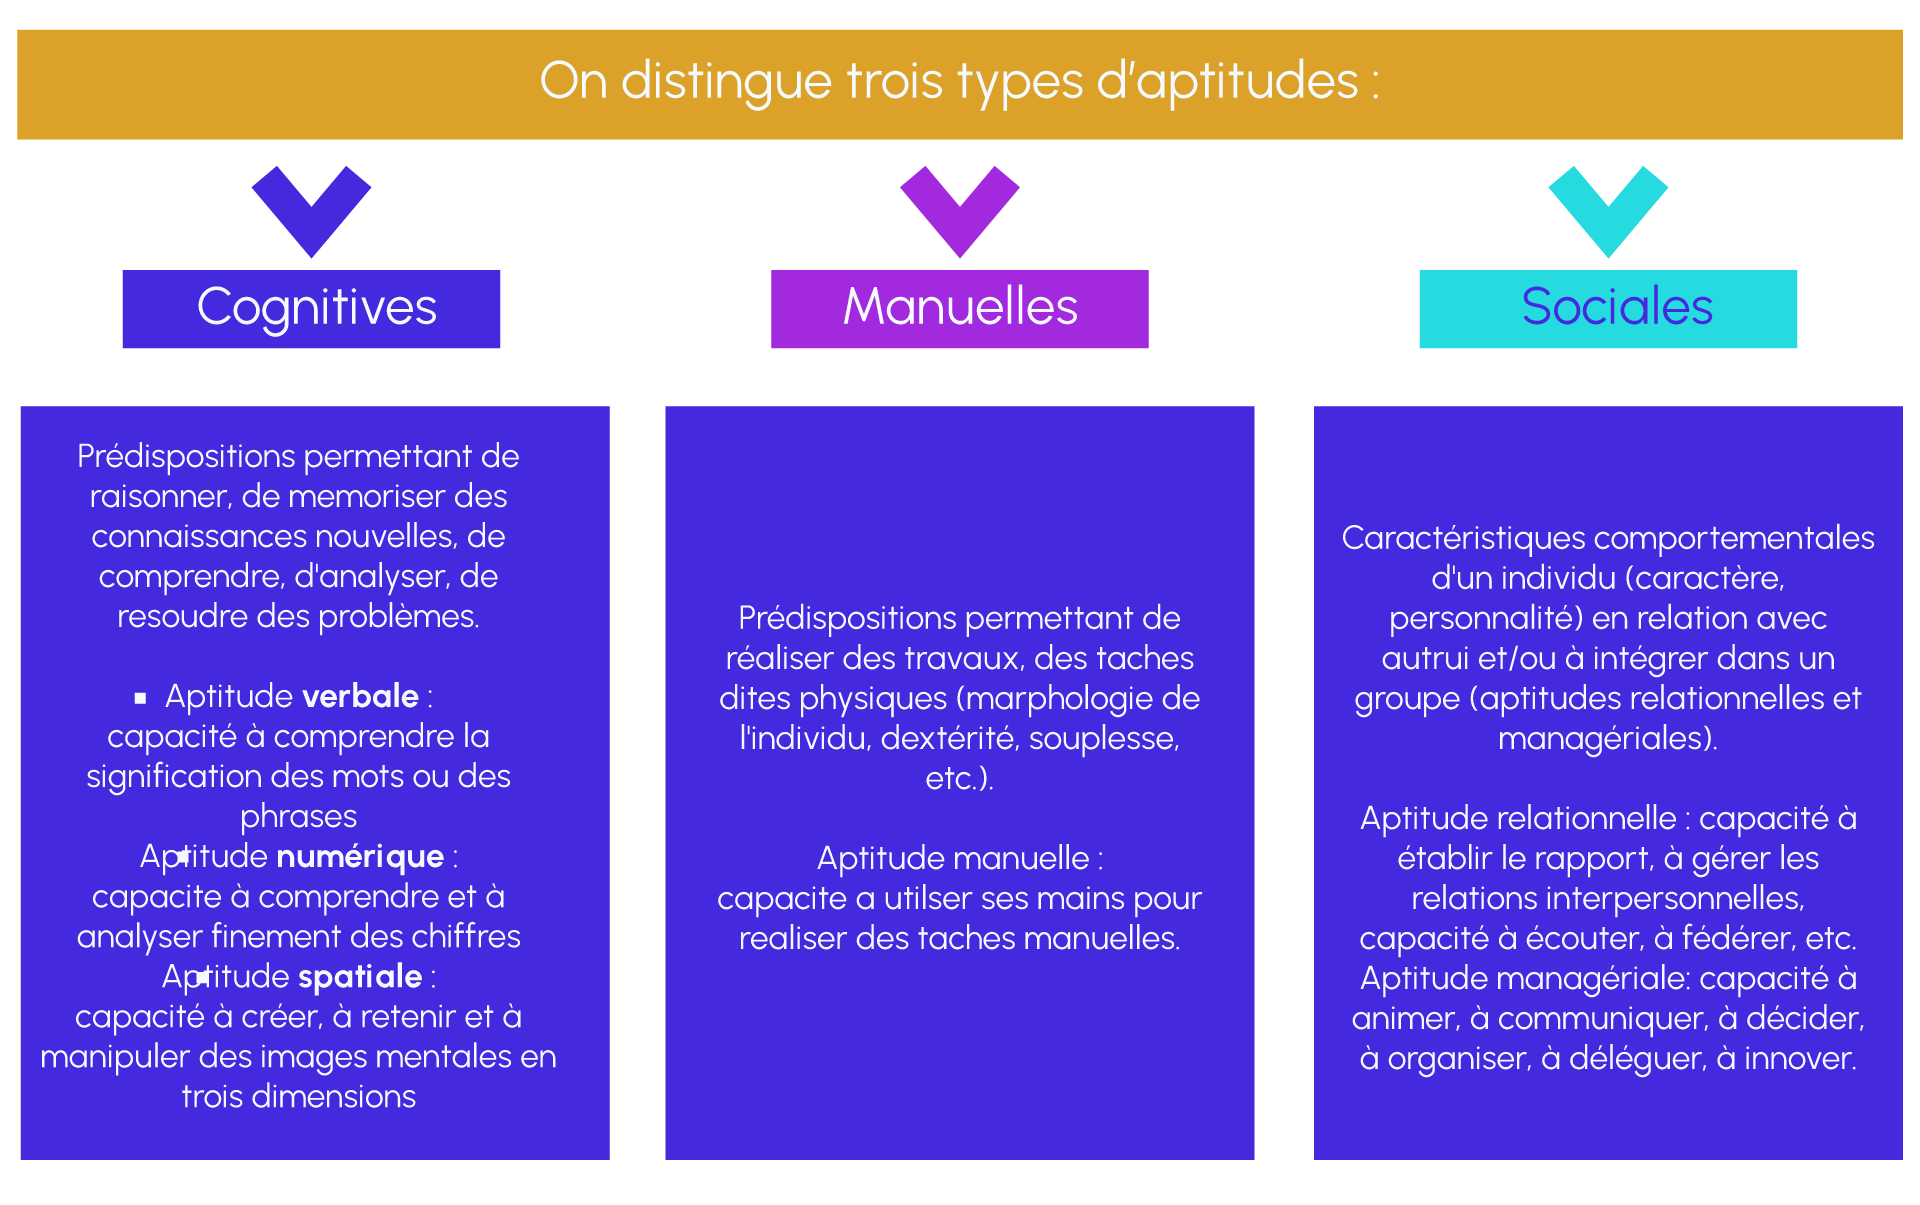 On distingue trois types d'aptitudes :
Cognitives
Prédispositions permettant de
raisonner, de memoriser des
connaissances nouvelles, de
comprendre, d'analyser, de
resoudre des problèmes.
▪ Aptitude verbale :
capacité à comprendre la
signification des mots ou des
phrases
▪ Aptitude numérique :
capacite à comprendre et à
analyser finement des chiffres
▪ Aptitude spatiale :
capacité à créer, à retenir et à
manipuler des images mentales en
trois dimensions
Manuelles
Prédispositions permettant de
réaliser des travaux, des taches
dites physiques (marphologie de
l'individu, dextérité, souplesse,
etc.).
Aptitude manuelle :
capacite a utilser ses mains pour
realiser des taches manuelles.
Sociales
Caractéristiques comportementales
d'un individu (caractère,
personnalité) en relation avec
autrui et/ou à intégrer dans un
groupe (aptitudes relationnelles et
managériales).
Aptitude relationnelle : capacité à
établir le rapport, à gérer les
relations interpersonnelles,
capacité à écouter, à fédérer, etc.
Aptitude managériale: capacité à
animer, à communiquer, à décider,
à organiser, à déléguer, à innover.